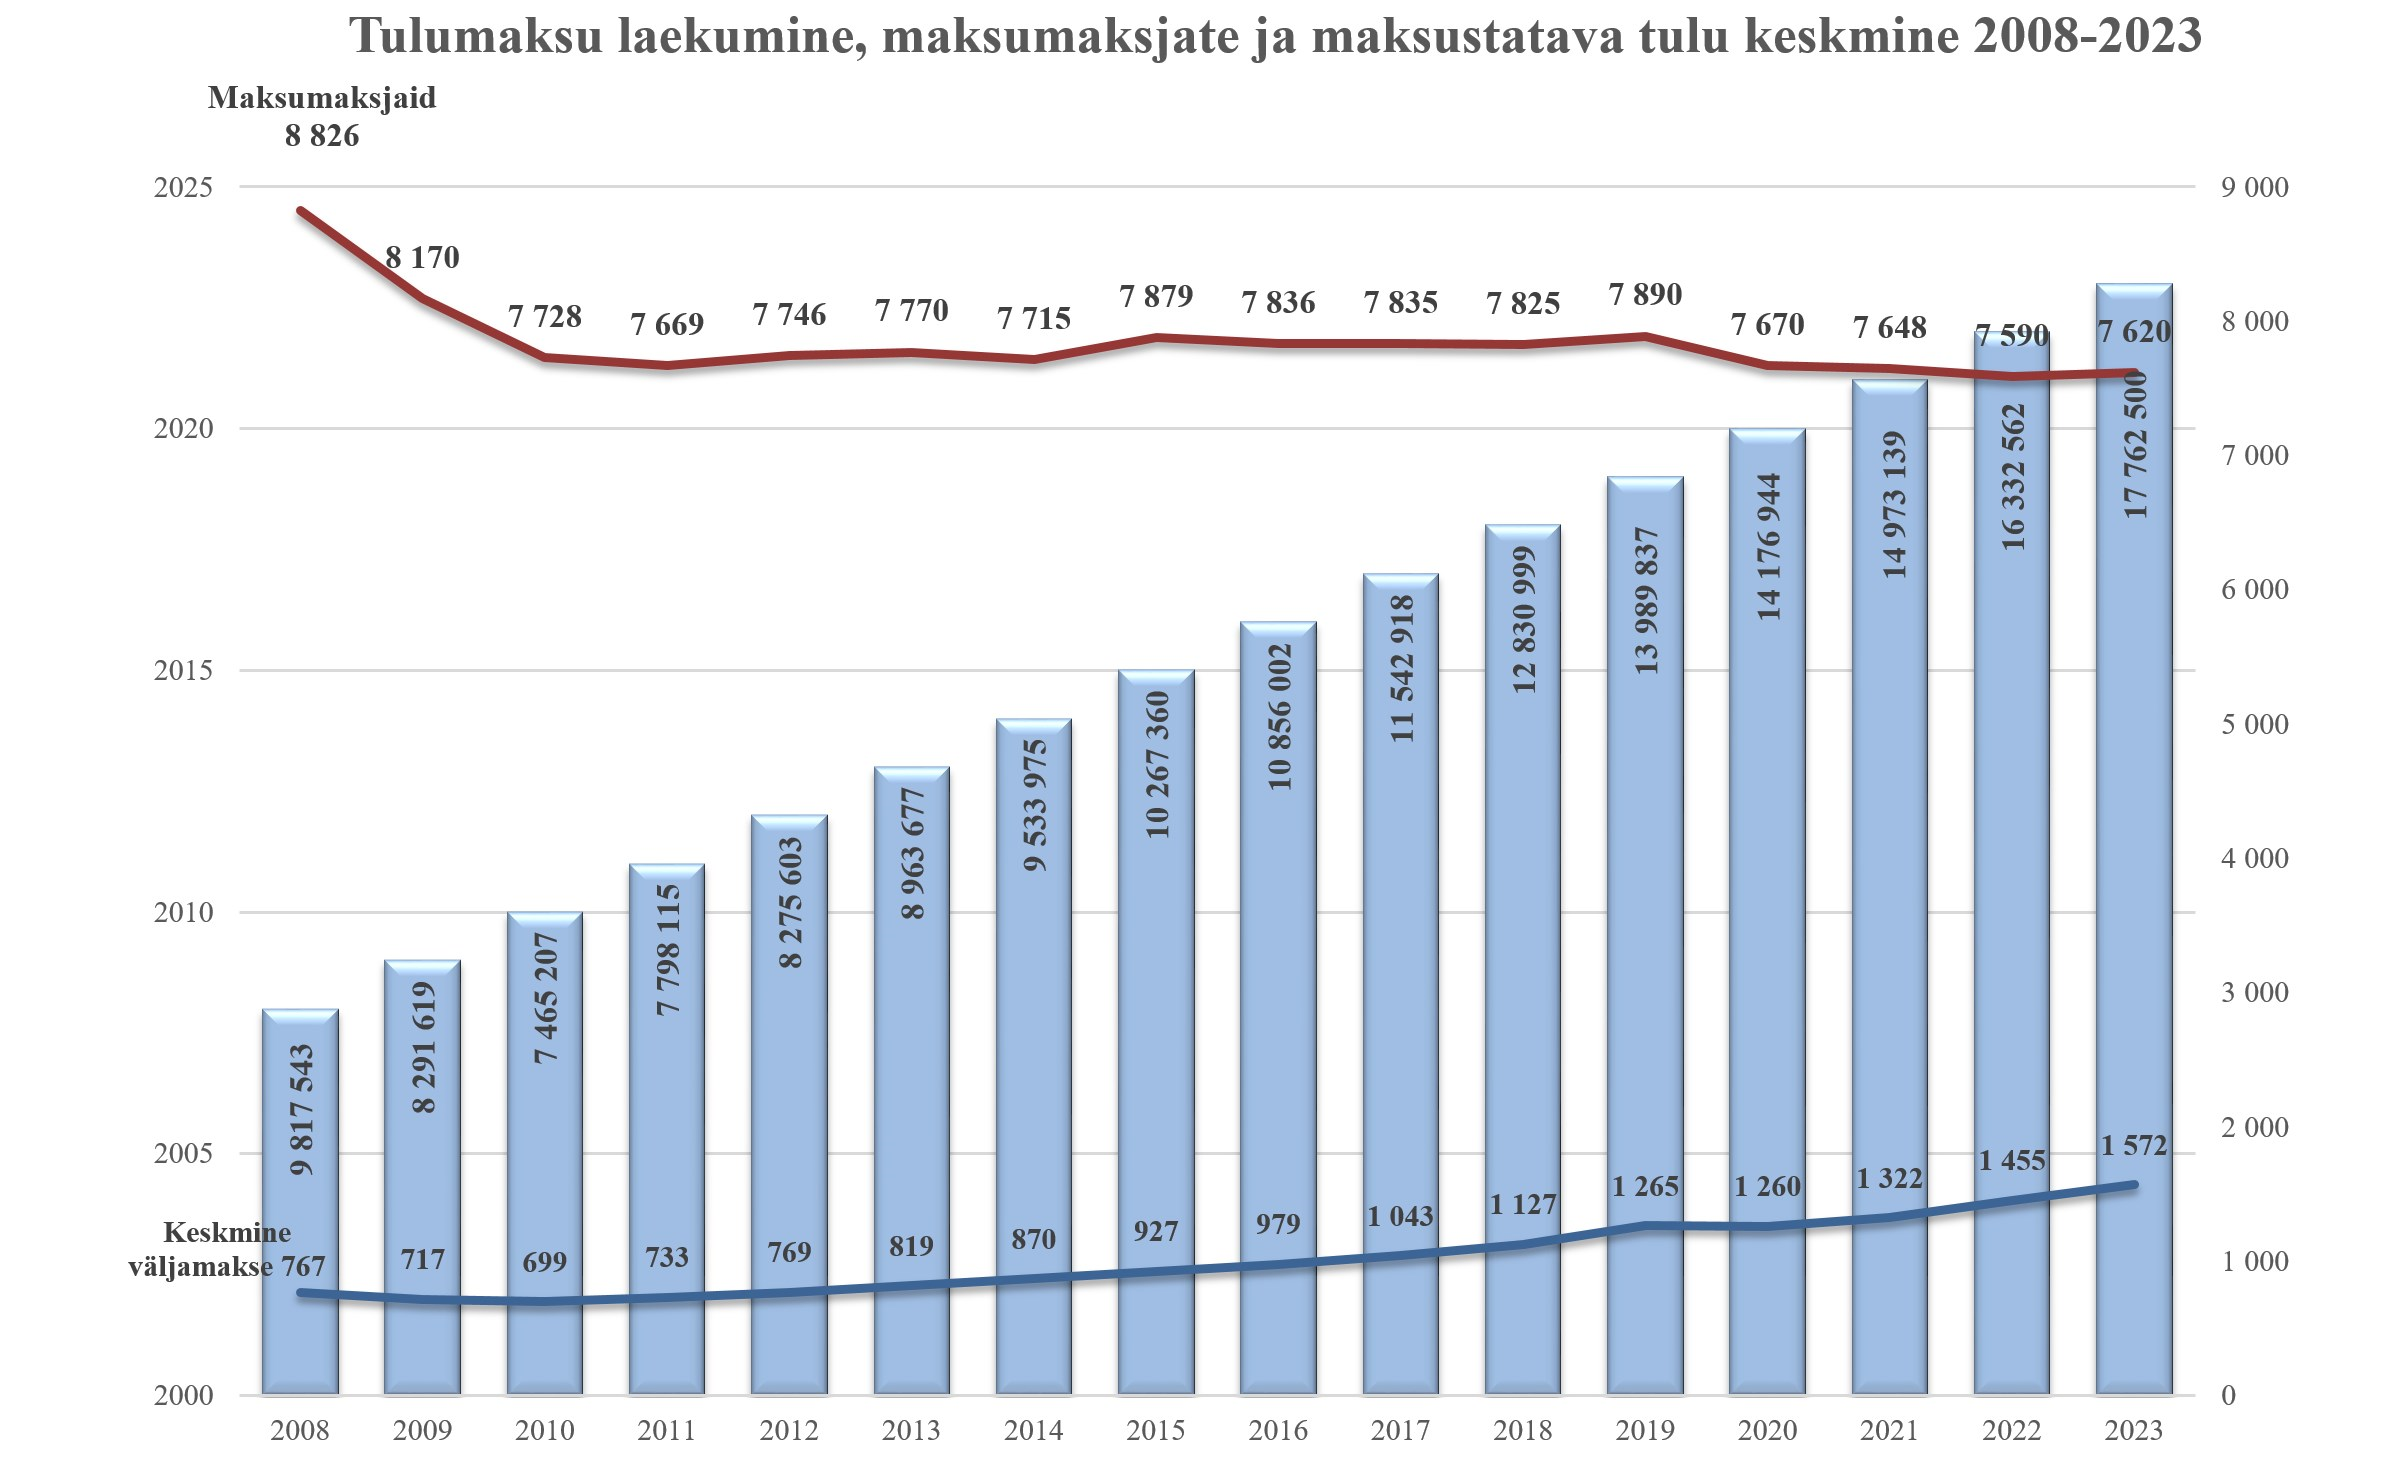 Tulumaksu laekumine, maksumaksjate ja maksustatava tulu keskmine 2008-2023
Maksumaksjaid
8 826
8 170
7 728
7 669
7 746
7 770
7 715
7 879
7 836
7 835
7 825
7 890
7 670
7 648
7 590
7 620
2025
2020
2015
2010
2005
2000
9 000
8 000
7 000
6 000
5 000
4 000
3 000
2 000
1 000
0
9 817 543
8 291 619
7 465 207
7 798 115
8 275 603
8 963 677
9 533 975
10 267 360
10 856 002
11 542 918
12 830 999
13 989 837
14 176 944
14 973 139
16 332 562
17 762 500
Keskmine
väljamakse 767
717
699
733
769
819
870
927
979
1 043
1 127
1 265
1 260
1 322
1 455
1 572
2008 2009 2010 2011 2012 2013 2014 2015 2016 2017 2018 2019 2020 2021 2022 2023